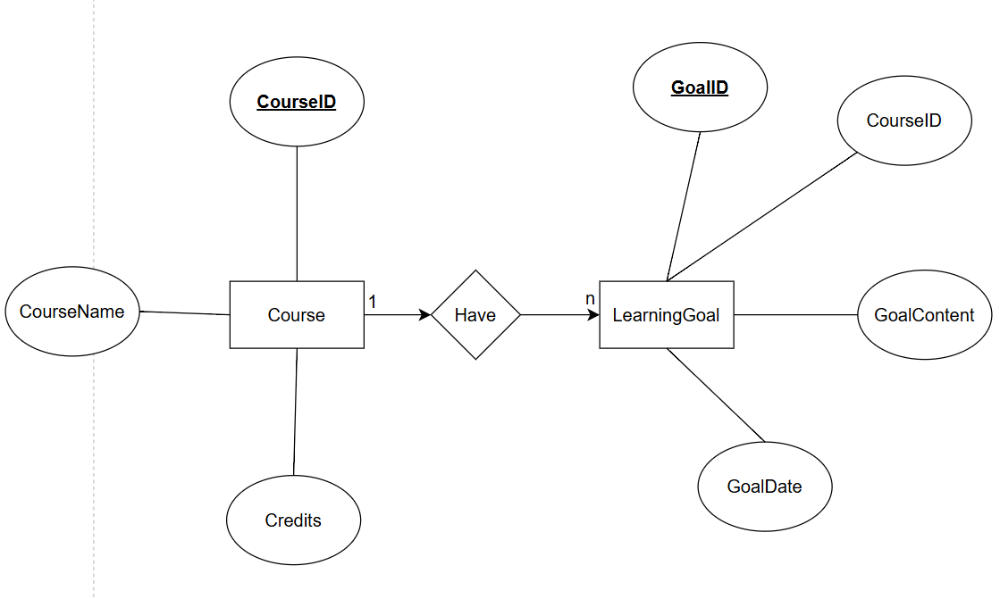 GoalID
CourseID
CourseID
1
n
CourseName
Course
Have
LearningGoal
GoalContent
GoalDate
Credits